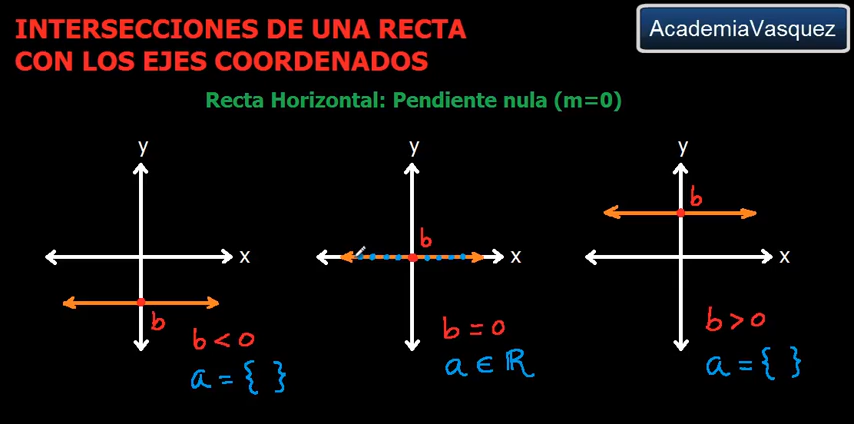 INTERSECCIONES DE UNA RECTA
CON LOS EJES COORDENADOS
AcademiaVasquez
Recta Horizontal: Pendiente nula (m=0)
y
x
b
b < 0
a = { }
y
x
b
b = 0
a ∈ ℝ
y
x
b
b > 0
a = { }